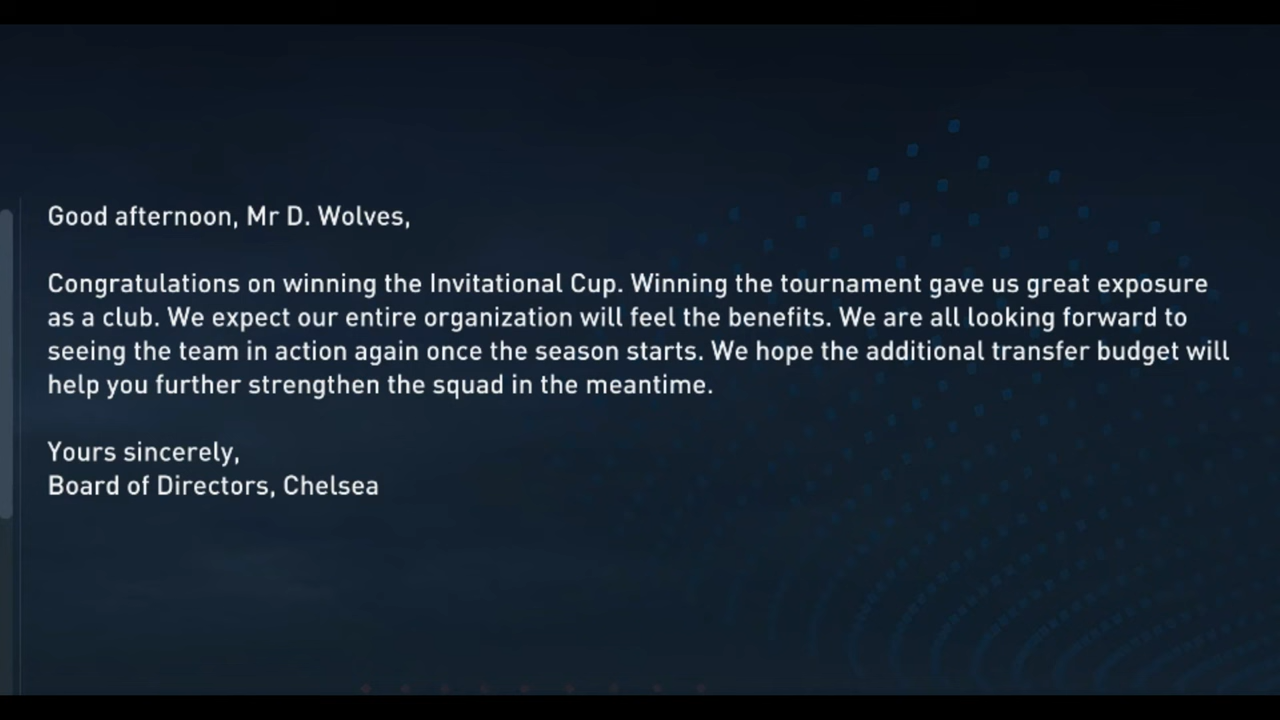 Good afternoon, Mr D. Wolves,
Congratulations on winning the Invitational Cup. Winning the tournament gave us great exposure
as a club. We expect our entire organization will feel the benefits. We are all looking forward to
seeing the team in action again once the season starts. We hope the additional transfer budget will
help you further strengthen the squad in the meantime.
Yours sincerely,
Board of Directors, Chelsea